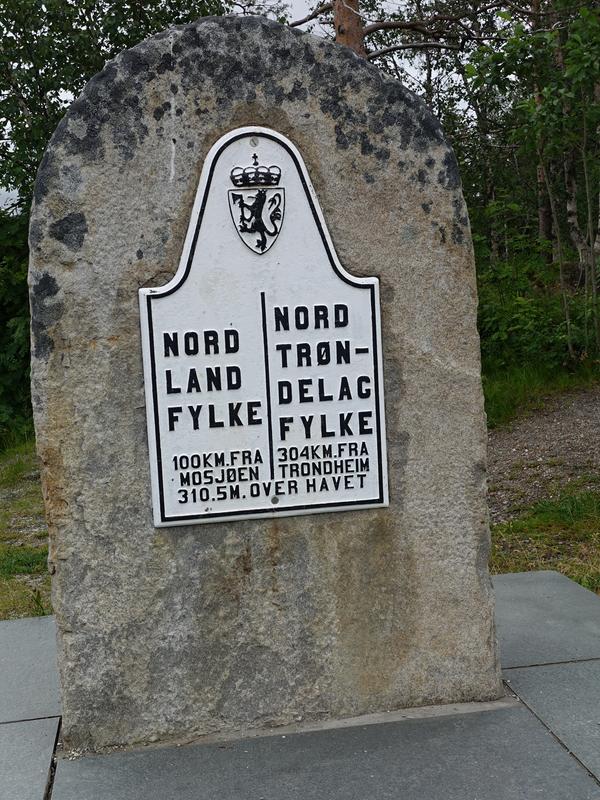 NORD
LAND
FYLKE
100KM.FRA
MOSJØEN
NORD
TRØN-
DELAG
FYLKE
304KM.FRA
TRONDHEIM
310.5M.OVER HAVET